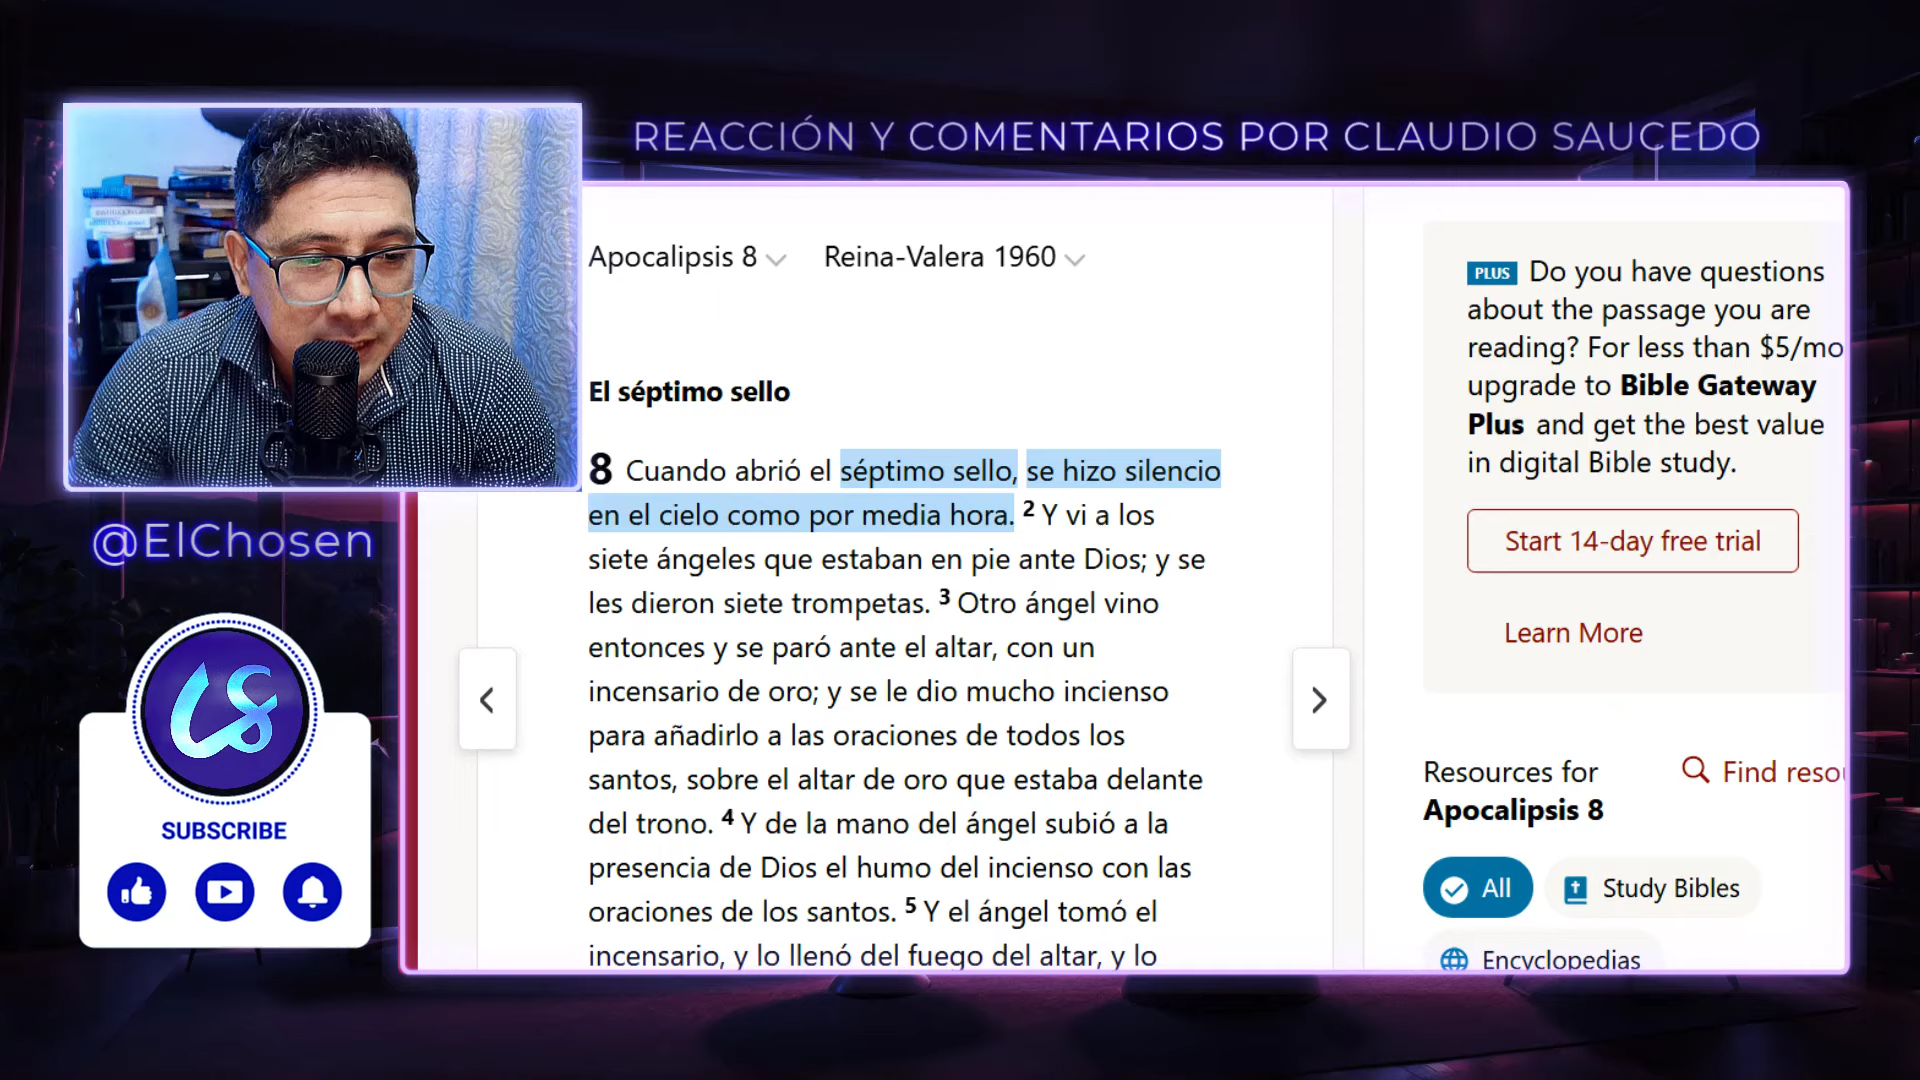 REACCIÓN Y COMENTARIOS POR CLAUDIO SAUCEDO
@ElChosen
SUBSCRIBE
Apocalipsis 8
Reina-Valera 1960
El séptimo sello
8 Cuando abrió el séptimo sello, se hizo silencio
en el cielo como por media hora. 2 Y vi a los
siete ángeles que estaban en pie ante Dios; y se
les dieron siete trompetas. 3 Otro ángel vino
entonces y se paró ante el altar, con un
incensario de oro; y se le dio mucho incienso
para añadirlo a las oraciones de todos los
santos, sobre el altar de oro que estaba delante
del trono. 4 Y de la mano del ángel subió a la
presencia de Dios el humo del incienso con las
oraciones de los santos. 5 Y el ángel tomó el
incensario, y lo llenó del fuego del altar, y lo
PLUS Do you have questions
about the passage you are
reading? For less than $5/mo
upgrade to Bible Gateway
Plus and get the best value
in digital Bible study.
Start 14-day free trial
Learn More
Resources for
Apocalipsis 8
Find resou
All
Study Bibles
Encyclopedias